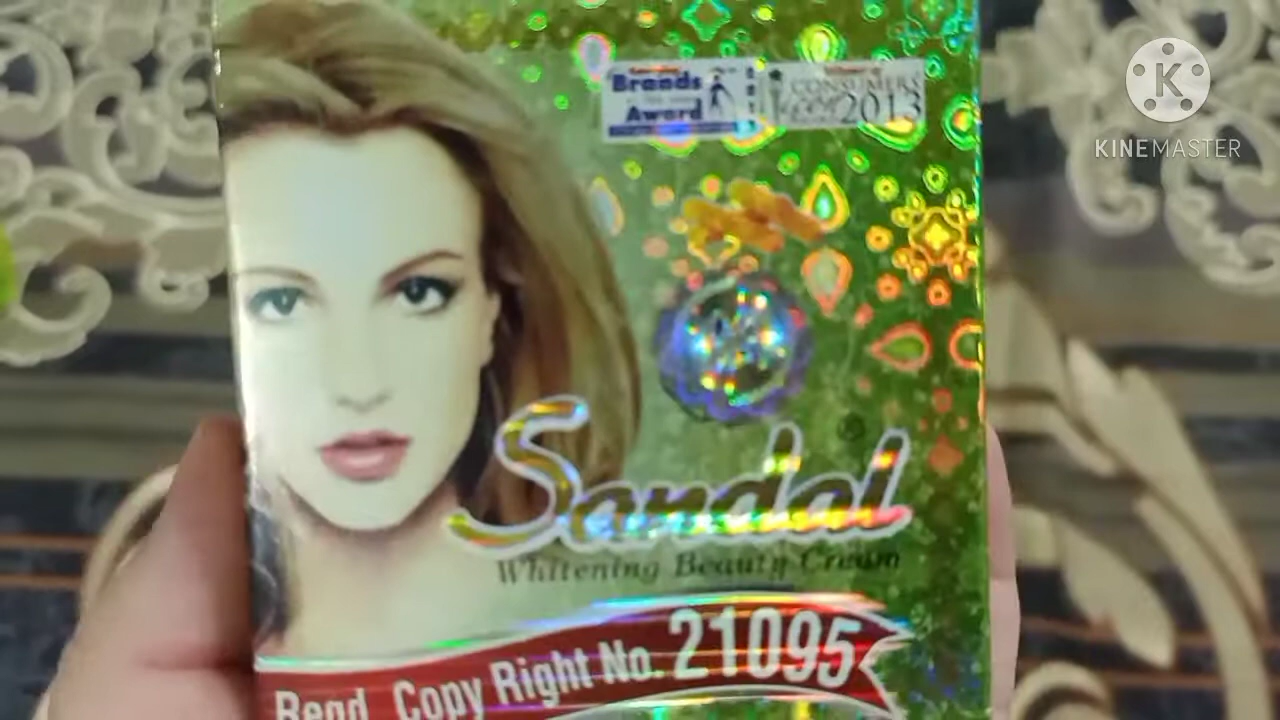 Brands
Award
CONSUMERS
2013
KINEMASTER
Sandal
®
Whitening Beauty Cream
Regd. Copy Right No. 21095